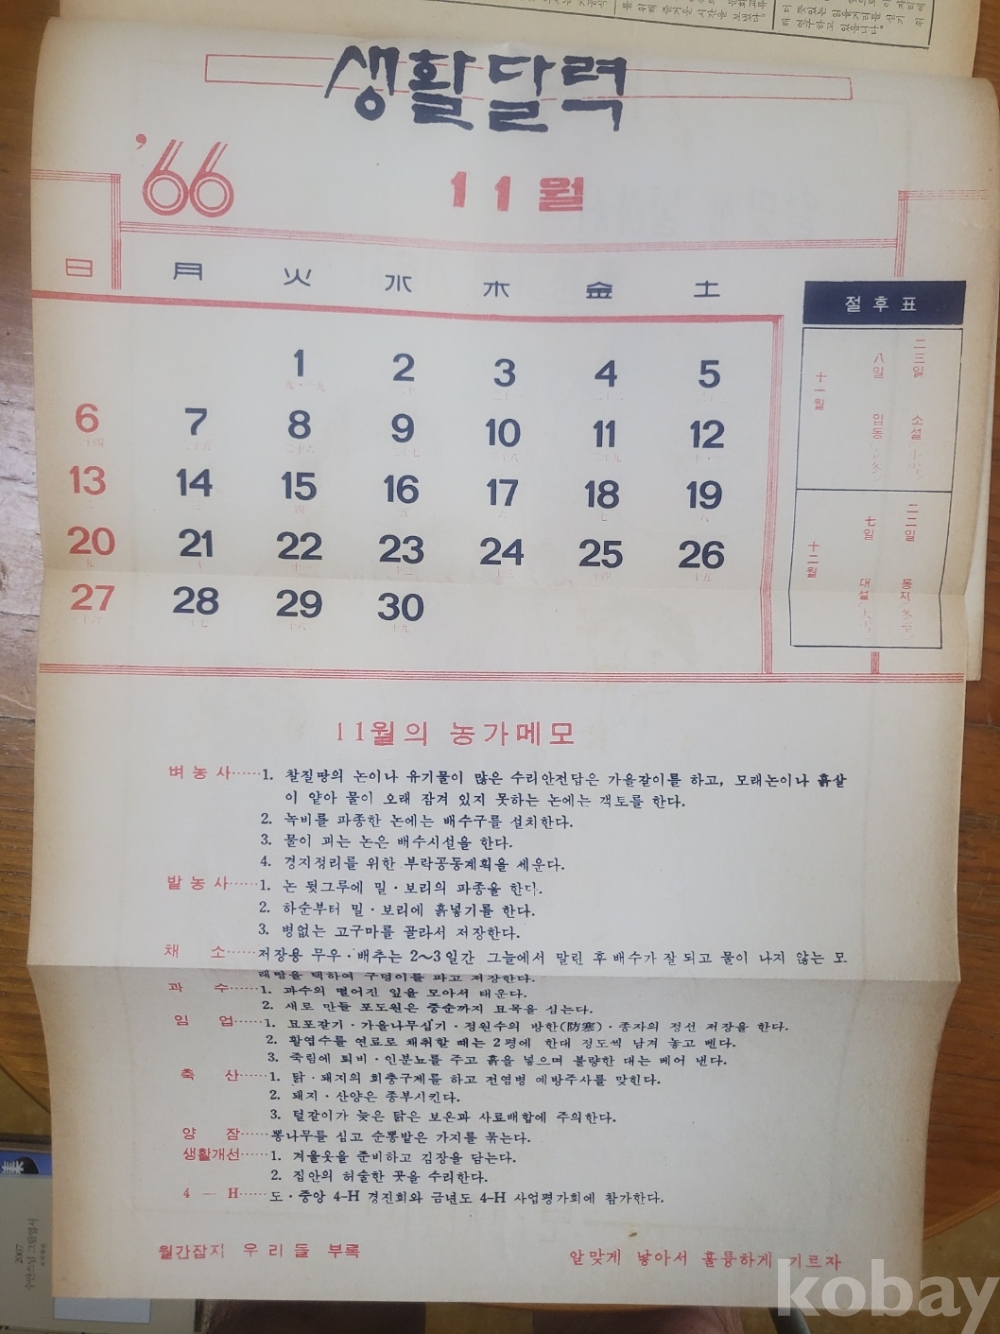 생활달력
'66
11월
日 月 火 水 木 金 土
1 2 3 4 5
6 7 8 9 10 11 12
13 14 15 16 17 18 19
20 21 22 23 24 25 26
27 28 29 30
절후표
十一월
八일 입동
二三일 소설
十二월
七일 대설
二二일 동지
11월의 농가메모
벼농사……1. 찰질땅의 논이나 유기물이 많은 수리안전답은 가을갈이를 하고, 모래논이나 흙살
이 얕아 물이 오래 잠겨 있지 못하는 논에는 객토를 한다.
2. 녹비를 파종한 논에는 배수구를 설치한다.
3. 물이 괴는 논은 배수시설을 한다.
4. 경지정리를 위한 부락공동계획을 세운다.
밭농사……1. 논 뒷그루에 밀·보리의 파종을 한다.
2. 하순부터 밀·보리에 흙넣기를 한다.
3. 병없는 고구마를 골라서 저장한다.
채 소……저장용 무우·배추는 2~3일간 그늘에서 말린 후 배수가 잘 되고 물이 나지 않는 모
래땅을 택하여 구덩이를 파고 저장한다.
과 수……1. 과수의 떨어진 잎을 모아서 태운다.
2. 새로 만들 포도원은 중순까지 묘목을 심는다.
임 업……1. 묘포갈기·가을나무심기·정원수의 방한(防寒)·종자의 정선 저장을 한다.
2. 활엽수를 연료로 채취할 때는 2평에 한대 정도씩 남겨 놓고 벤다.
3. 죽림에 퇴비·인분뇨를 주고 흙을 넣으며 불량한 대는 베어 낸다.
축 산……1. 닭·돼지의 회충구제를 하고 전염병 예방주사를 맞힌다.
2. 돼지·산양은 종부시킨다.
3. 털갈이가 늦은 닭은 보온과 사료배합에 주의한다.
양 잠……뽕나무를 심고 순뽕밭은 가지를 묶는다.
생활개선……1. 겨울옷을 준비하고 김장을 담는다.
2. 집안의 허술한 곳을 수리한다.
4 - H……도·중앙 4-H 경진회와 금년도 4-H 사업평가회에 참가한다.
월간잡지 우리들 부록
알맞게 낳아서 훌륭하게 기르자
2007
kobay